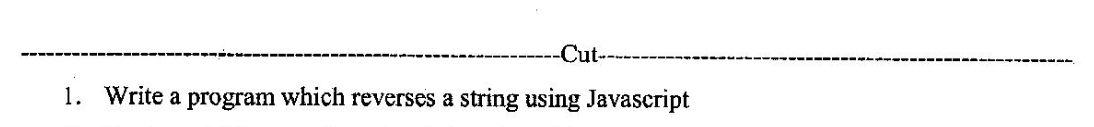 ------------------------------------------------Cut------------------------------------------------
1. Write a program which reverses a string using Javascript